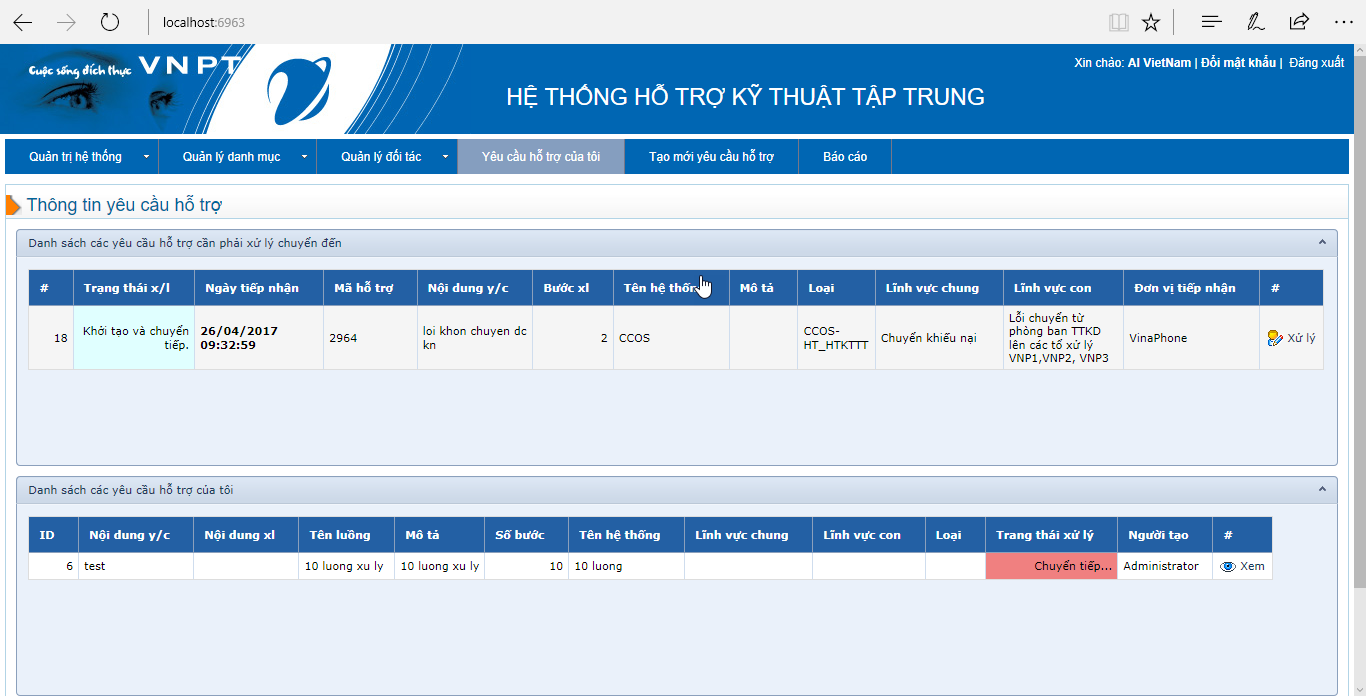 localhost:6963
Cuộc sống đích thực VNPT
Xin chào: AI VietNam | Đổi mật khẩu | Đăng xuất
HỆ THỐNG HỖ TRỢ KỸ THUẬT TẬP TRUNG
Quản trị hệ thống Quản lý danh mục Quản lý đối tác Yêu cầu hỗ trợ của tôi Tạo mới yêu cầu hỗ trợ Báo cáo
Thông tin yêu cầu hỗ trợ
Danh sách các yêu cầu hỗ trợ cần phải xử lý chuyển đến
# Trạng thái x/l Ngày tiếp nhận Mã hỗ trợ Nội dung y/c Bước xl Tên hệ thống Mô tả Loại Lĩnh vực chung Lĩnh vực con Đơn vị tiếp nhận #
18 Khởi tạo và chuyển
tiếp. 26/04/2017
09:32:59 2964 loi khon chuyen dc
kn 2 CCOS CCOS-
HT_HTKTTT Chuyển khiếu nại Lỗi chuyển từ
phòng ban TTKD
lên các tổ xử lý
VNP1,VNP2, VNP3 VinaPhone Xử lý
Danh sách các yêu cầu hỗ trợ của tôi
ID Nội dung y/c Nội dung xl Tên luồng Mô tả Số bước Tên hệ thống Lĩnh vực chung Lĩnh vực con Loại Trang thái xử lý Người tạo #
6 test 10 luong xu ly 10 luong xu ly 10 10 luong Chuyển tiếp... Administrator Xem